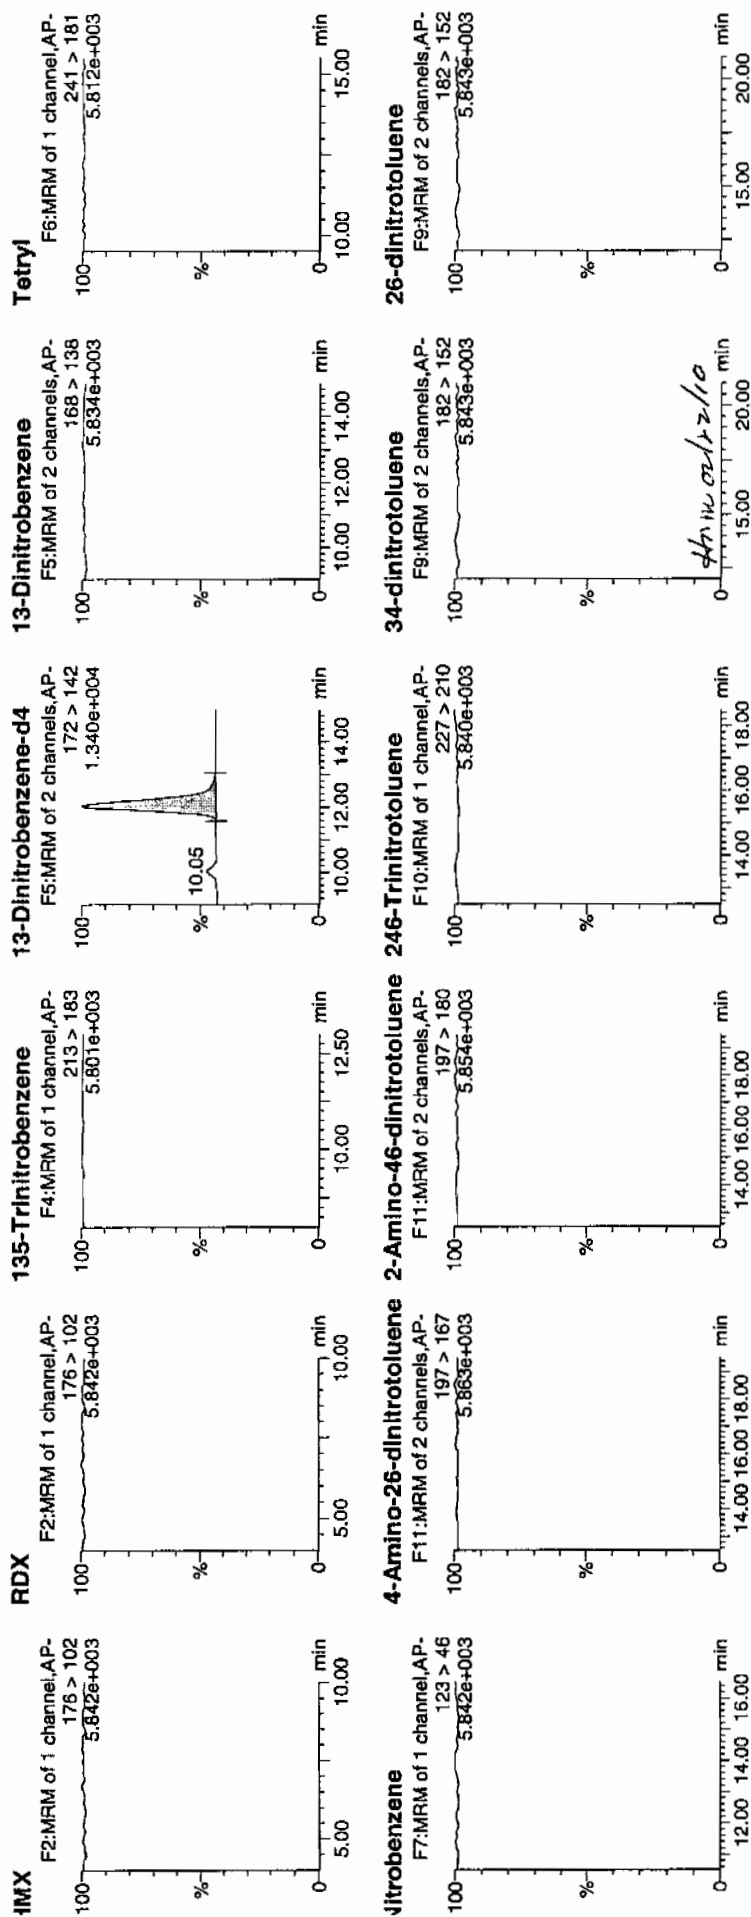 HMX
F2:MRM of 1 channel,AP-
176 > 102
5.842e+003
100
%
0
5.00
10.00
min
RDX
F2:MRM of 1 channel,AP-
176 > 102
5.842e+003
100
%
0
5.00
10.00
min
135-Trinitrobenzene
F4:MRM of 1 channel,AP-
213 > 183
5.801e+003
100
%
0
10.00
12.50
min
13-Dinitrobenzene-d4
F5:MRM of 2 channels,AP-
172 > 142
1.340e+004
100
%
0
10.05
10.00
12.00
14.00
min
13-Dinitrobenzene
F5:MRM of 2 channels,AP-
168 > 138
5.834e+003
100
%
0
10.00
12.00
14.00
min
Tetryl
F6:MRM of 1 channel,AP-
241 > 181
5.812e+003
100
%
0
10.00
15.00
min
Nitrobenzene
F7:MRM of 1 channel,AP-
123 > 46
5.842e+003
100
%
0
12.00
14.00
16.00
min
4-Amino-26-dinitrotoluene
F11:MRM of 2 channels,AP-
197 > 167
5.863e+003
100
%
0
14.00
16.00
18.00
min
2-Amino-46-dinitrotoluene
F11:MRM of 2 channels,AP-
197 > 180
5.854e+003
100
%
0
14.00
16.00
18.00
min
246-Trinitrotoluene
F10:MRM of 1 channel,AP-
227 > 210
5.840e+003
100
%
0
14.00
16.00
18.00
min
34-dinitrotoluene
F9:MRM of 2 channels,AP-
182 > 152
5.843e+003
100
%
0
15.00
20.00
min
02/22/10
26-dinitrotoluene
F9:MRM of 2 channels,AP-
182 > 152
5.843e+003
100
%
0
15.00
20.00
min